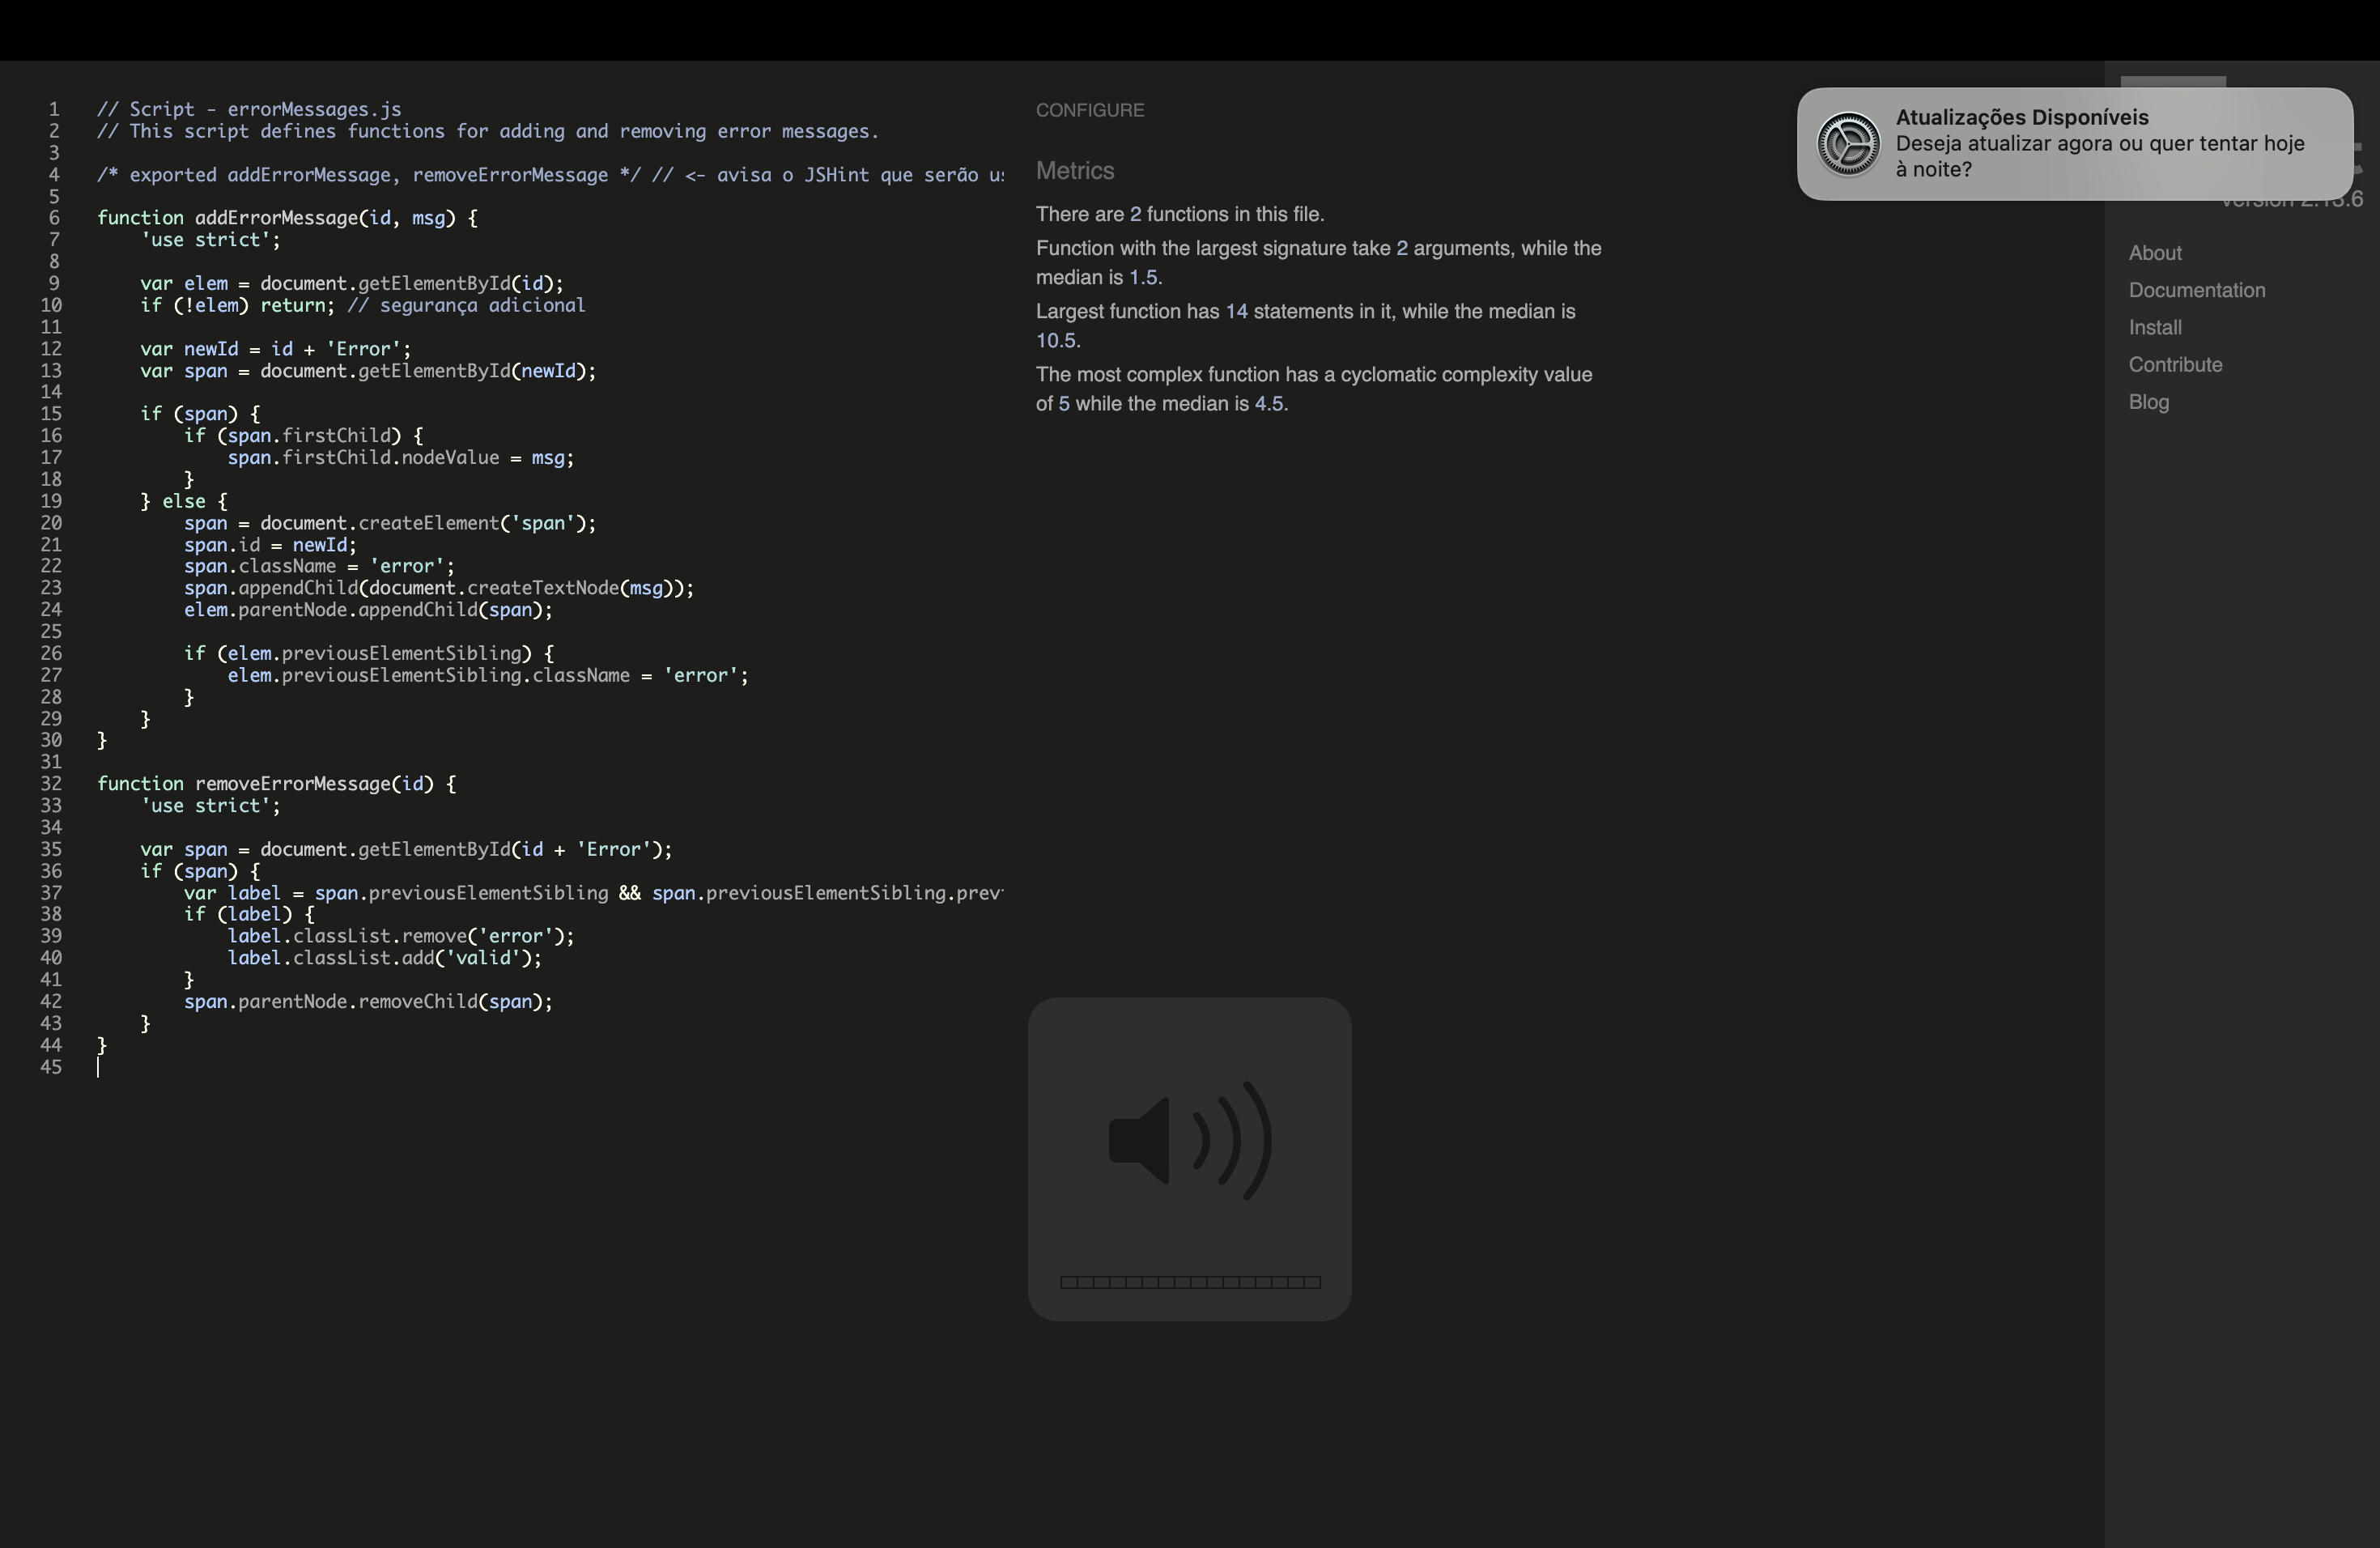 1 // Script - errorMessages.js
2 // This script defines functions for adding and removing error messages.
3
4 /* exported addErrorMessage, removeErrorMessage */ // <- avisa o JSHint que serão
5
6 function addErrorMessage(id, msg) {
7     'use strict';
8
9     var elem = document.getElementById(id);
10     if (!elem) return; // segurança adicional
11
12     var newId = id + 'Error';
13     var span = document.getElementById(newId);
14
15     if (span) {
16         if (span.firstChild) {
17             span.firstChild.nodeValue = msg;
18         }
19     } else {
20         span = document.createElement('span');
21         span.id = newId;
22         span.className = 'error';
23         span.appendChild(document.createTextNode(msg));
24         elem.parentNode.appendChild(span);
25
26         if (elem.previousElementSibling) {
27             elem.previousElementSibling.className = 'error';
28         }
29     }
30 }
31
32 function removeErrorMessage(id) {
33     'use strict';
34
35     var span = document.getElementById(id + 'Error');
36     if (span) {
37         var label = span.previousElementSibling && span.previousElementSibling.prev
38         if (label) {
39             label.classList.remove('error');
40             label.classList.add('valid');
41         }
42         span.parentNode.removeChild(span);
43     }
44 }
45
CONFIGURE
Metrics
There are 2 functions in this file.
Function with the largest signature take 2 arguments, while the
median is 1.5.
Largest function has 14 statements in it, while the median is
10.5.
The most complex function has a cyclomatic complexity value
of 5 while the median is 4.5.
Atualizações Disponíveis
Deseja atualizar agora ou quer tentar hoje
à noite?
About
Documentation
Install
Contribute
Blog